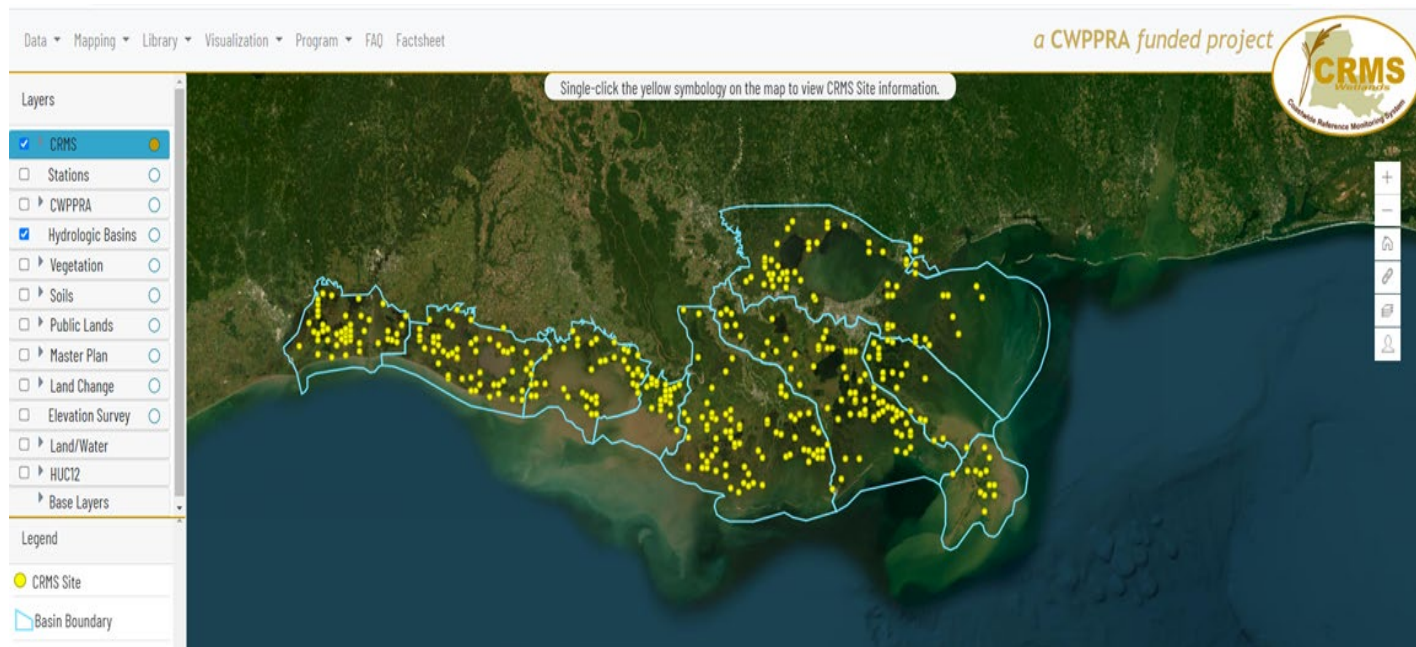 Data Mapping Library Visualization Program FAQ Factsheet
a CWPPRA funded project
CRMS
Wetlands
Coastwide Reference Monitoring System
Single-click the yellow symbology on the map to view CRMS Site information.
Layers
CRMS
Stations
CWPPRA
Hydrologic Basins
Vegetation
Soils
Public Lands
Master Plan
Land Change
Elevation Survey
Land/Water
HUC12
Base Layers
Legend
CRMS Site
Basin Boundary